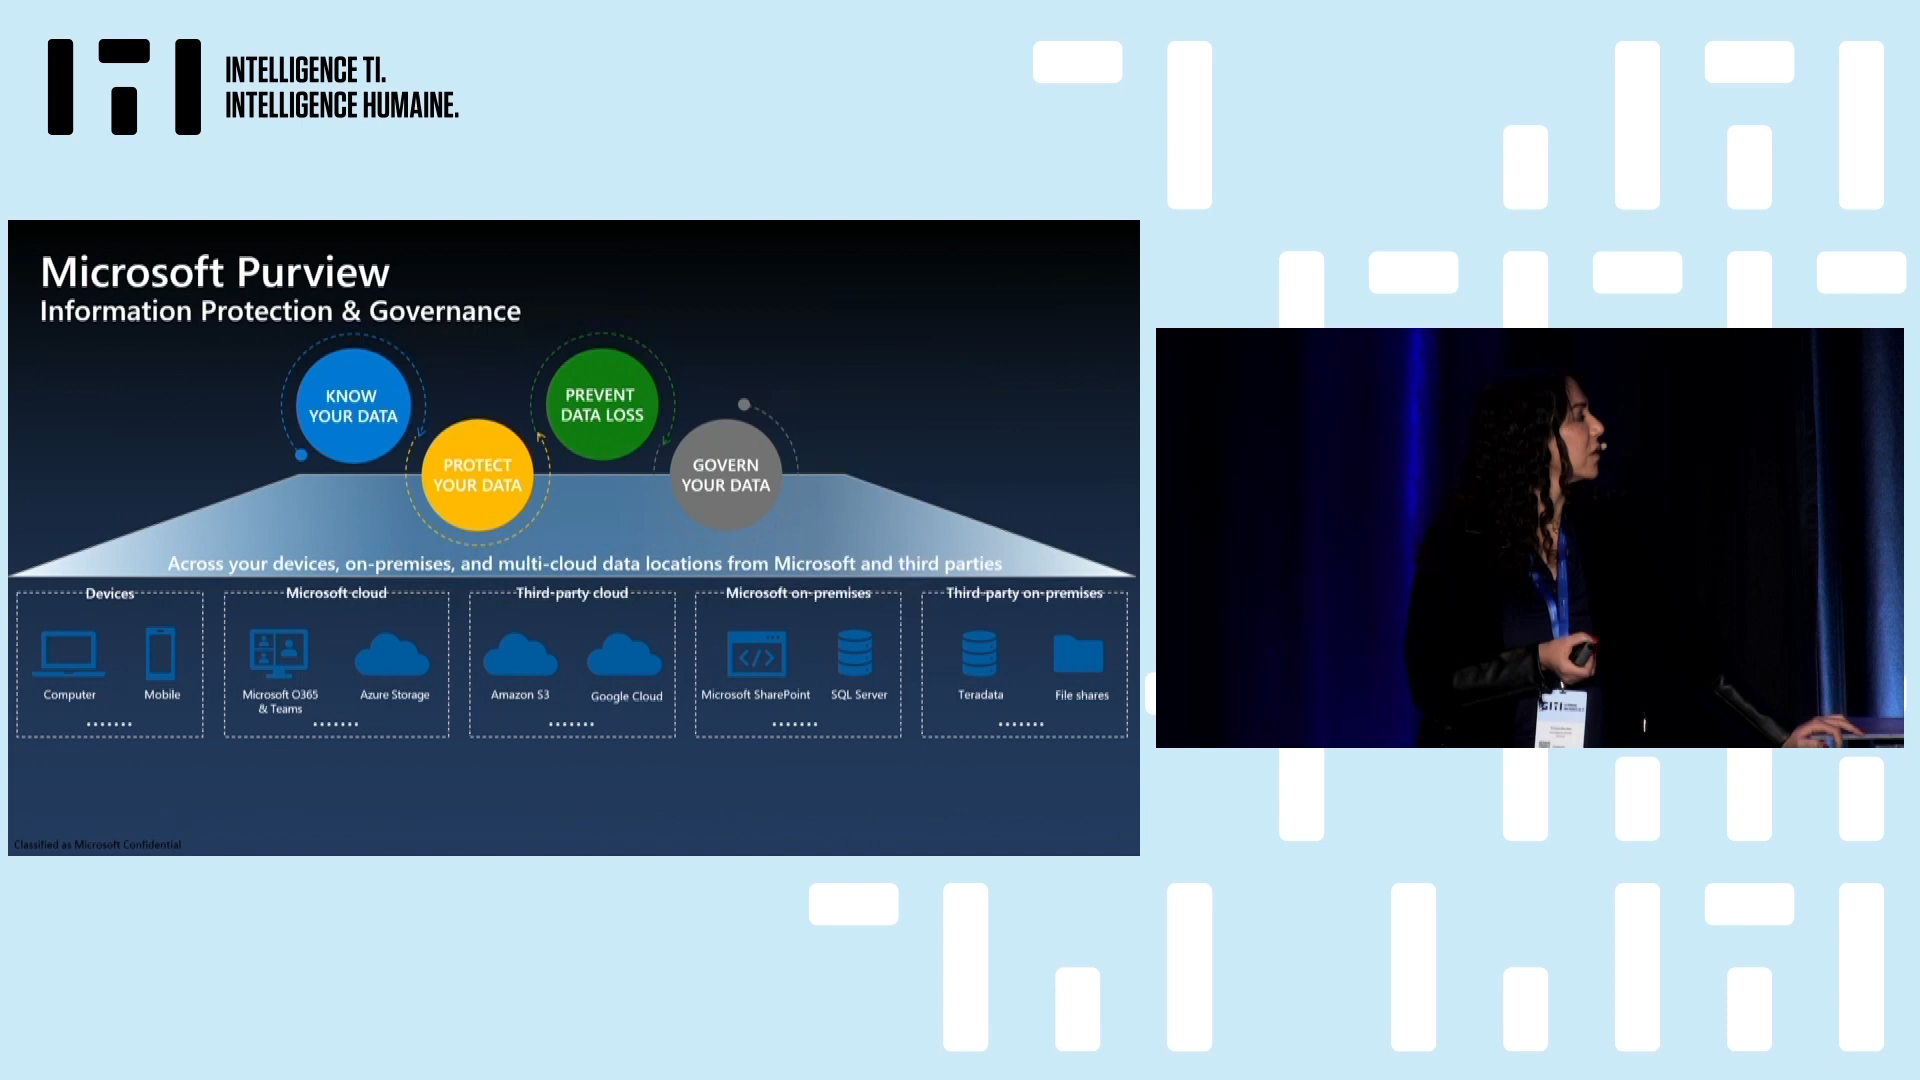 INTELLIGENCE TI.
INTELLIGENCE HUMAINE.
Microsoft Purview
Information Protection & Governance
KNOW
YOUR DATA
PROTECT
YOUR DATA
PREVENT
DATA LOSS
GOVERN
YOUR DATA
Across your devices, on-premises, and multi-cloud data locations from Microsoft and third parties
Devices
Computer
Mobile
Microsoft cloud
Microsoft O365
& Teams
Azure Storage
Third-party cloud
Amazon S3
Google Cloud
Microsoft on-premises
Microsoft SharePoint
SQL Server
Third-party on-premises
Teradata
File shares
Classified as Microsoft Confidential